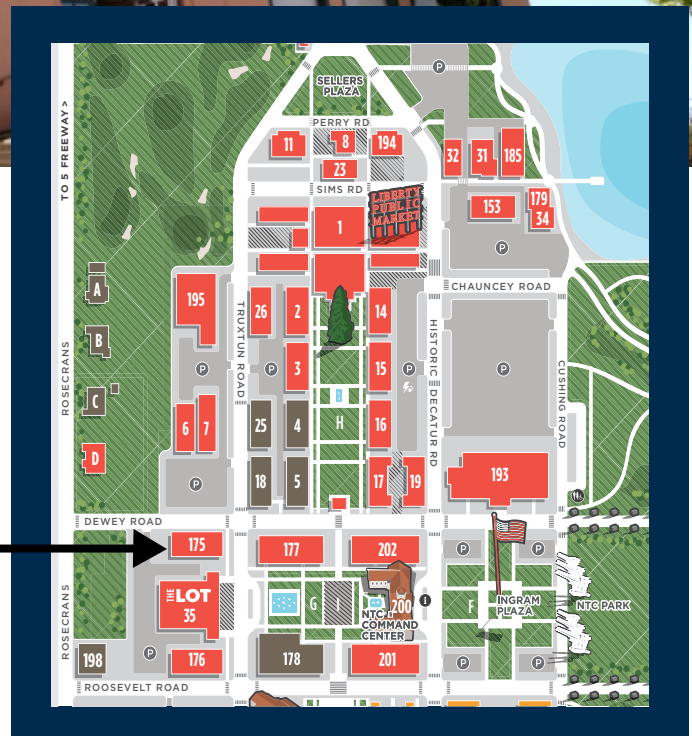 SELLERS
PLAZA
P
PERRY RD
TO 5 FREEWAY >
11
8
194
32
31
185
23
SIMS RD
LIBERTY
PUBLIC
MARKET
1
153
179
34
P
A
195
CHAUNCEY ROAD
26
2
14
TRUXTUN ROAD
HISTORIC DECATUR RD
B
P
P
3
15
P
P
ROSECRANS
CUSHING ROAD
C
6
7
25
4
H
16
D
P
18
5
17
19
193
DEWEY ROAD
175
177
202
P
P
THE
LOT
35
G
I
200
i
F
INGRAM
PLAZA
NTC PARK
NTC
COMMAND
CENTER
ROSECRANS
198
P
176
178
201
P
P
ROOSEVELT ROAD